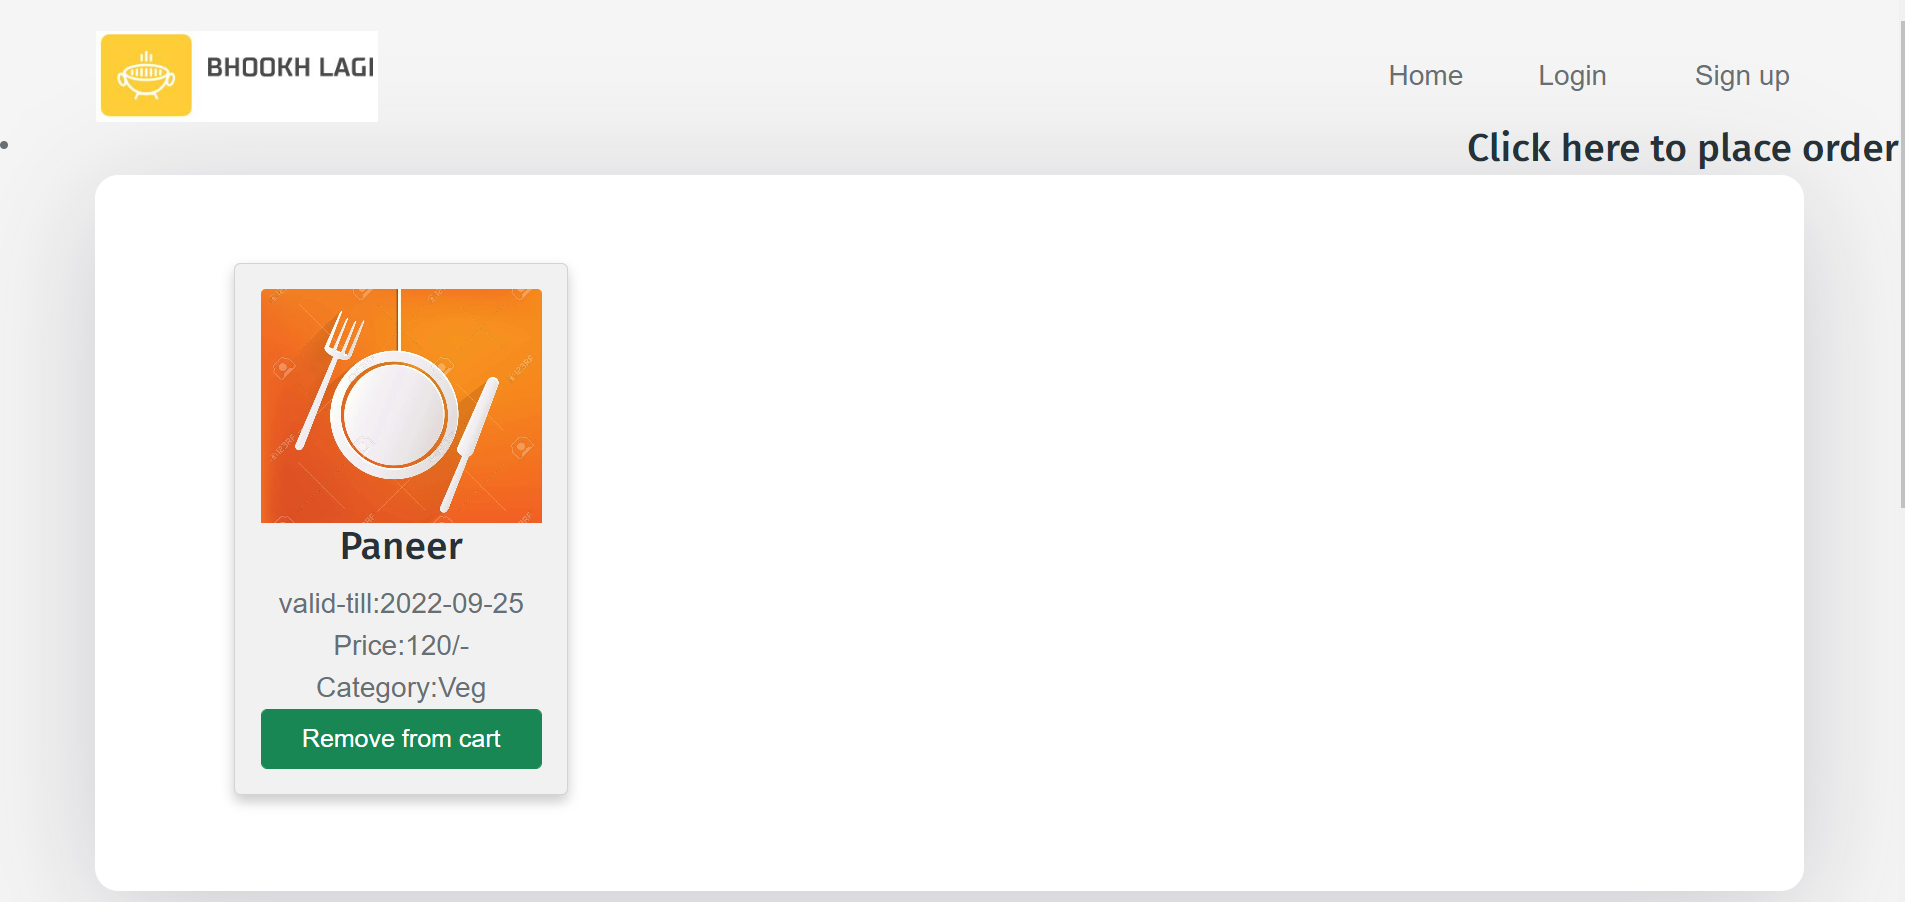 BHOOKH LAGI
Home Login Sign up
Click here to place order
123RF
Paneer
valid-till:2022-09-25
Price:120/-
Category:Veg
Remove from cart